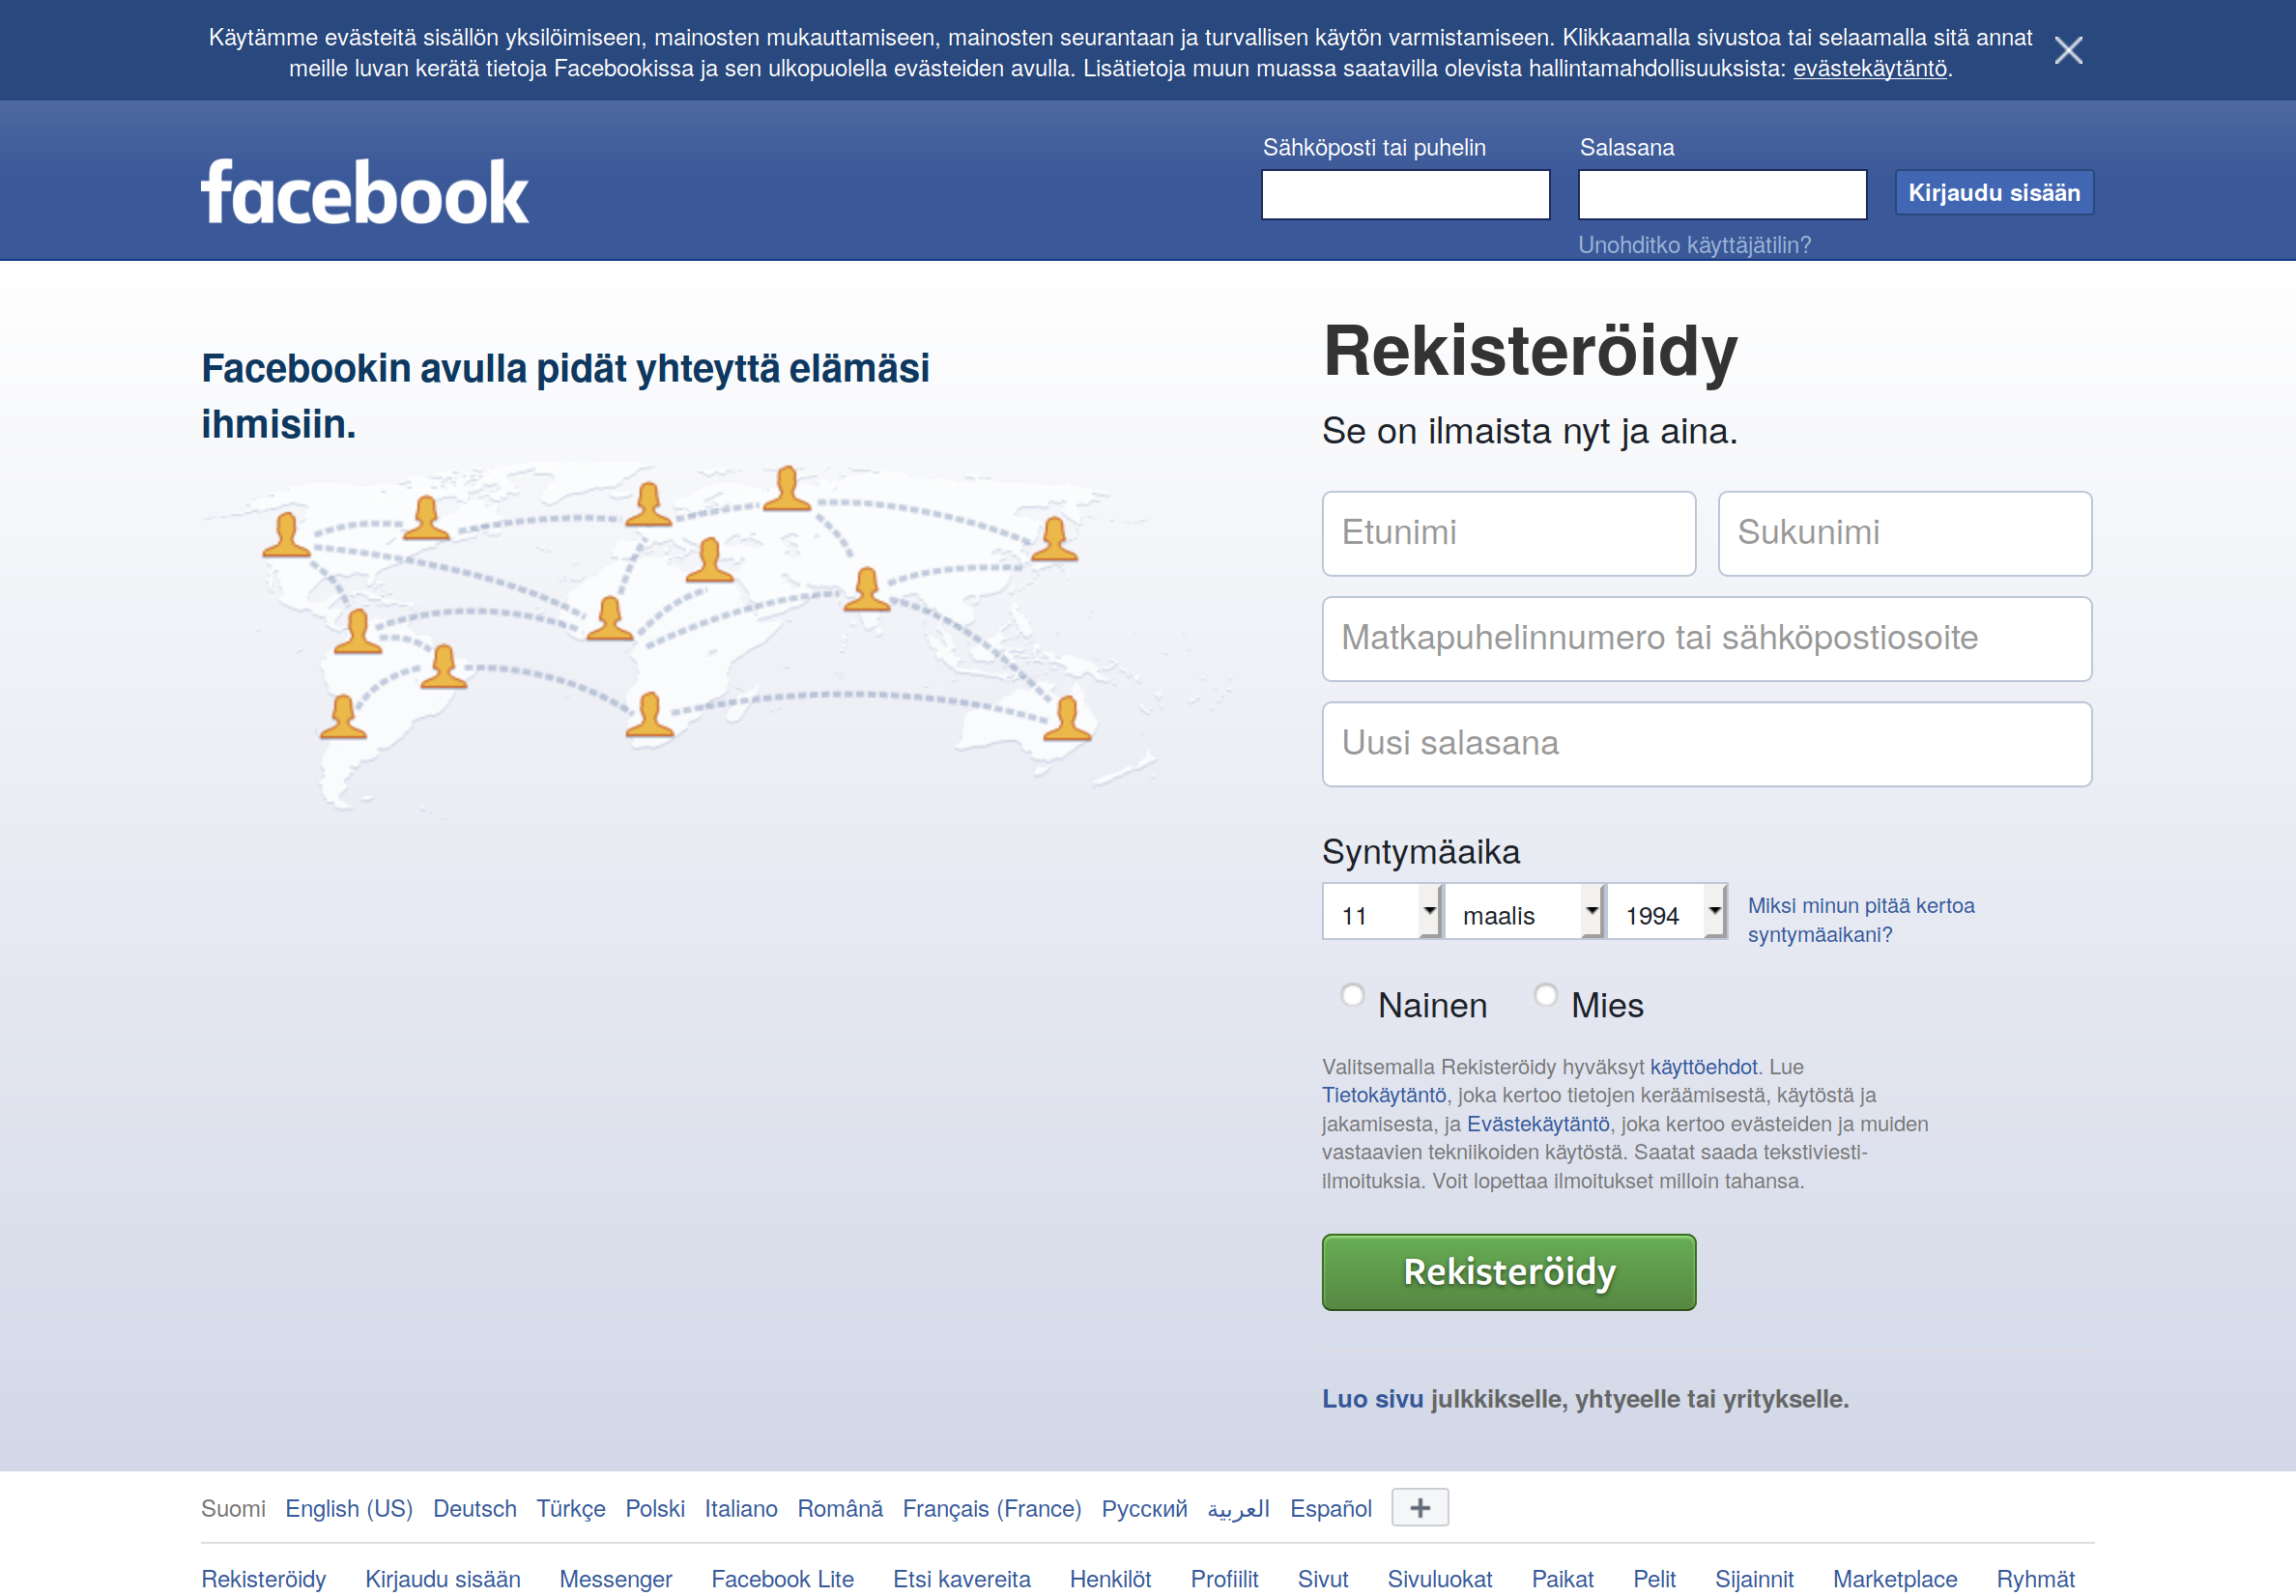 Käytämme evästeitä sisällön yksilöimiseen, mainosten mukauttamiseen, mainosten seurantaan ja turvallisen käytön varmistamiseen. Klikkaamalla sivustoa tai selaamalla sitä annat
meille luvan kerätä tietoja Facebookissa ja sen ulkopuolella evästeiden avulla. Lisätietoja muun muassa saatavilla olevista hallintamahdollisuuksista: evästekäytäntö.
facebook
Sähköposti tai puhelin
Salasana
Kirjaudu sisään
Unohditko käyttäjätilin?
Facebookin avulla pidät yhteyttä elämäsi
ihmisiin.
Rekisteröidy
Se on ilmaista nyt ja aina.
Etunimi
Sukunimi
Matkapuhelinnumero tai sähköpostiosoite
Uusi salasana
Syntymäaika
11 maalis 1994
Miksi minun pitää kertoa
syntymäaikani?
Nainen Mies
Valitsemalla Rekisteröidy hyväksyt käyttöehdot. Lue
Tietokäytäntö, joka kertoo tietojen keräämisestä, käytöstä ja
jakamisesta, ja Evästekäytäntö, joka kertoo evästeiden ja muiden
vastaavien tekniikoiden käytöstä. Saatat saada tekstiviesti-
ilmoituksia. Voit lopettaa ilmoitukset milloin tahansa.
Rekisteröidy
Luo sivu julkkikselle, yhtyeelle tai yritykselle.
Suomi English (US) Deutsch Türkçe Polski Italiano Română Français (France) Русский العربية Español +
Rekisteröidy Kirjaudu sisään Messenger Facebook Lite Etsi kavereita Henkilöt Profiilit Sivut Sivuluokat Paikat Pelit Sijainnit Marketplace Ryhmät